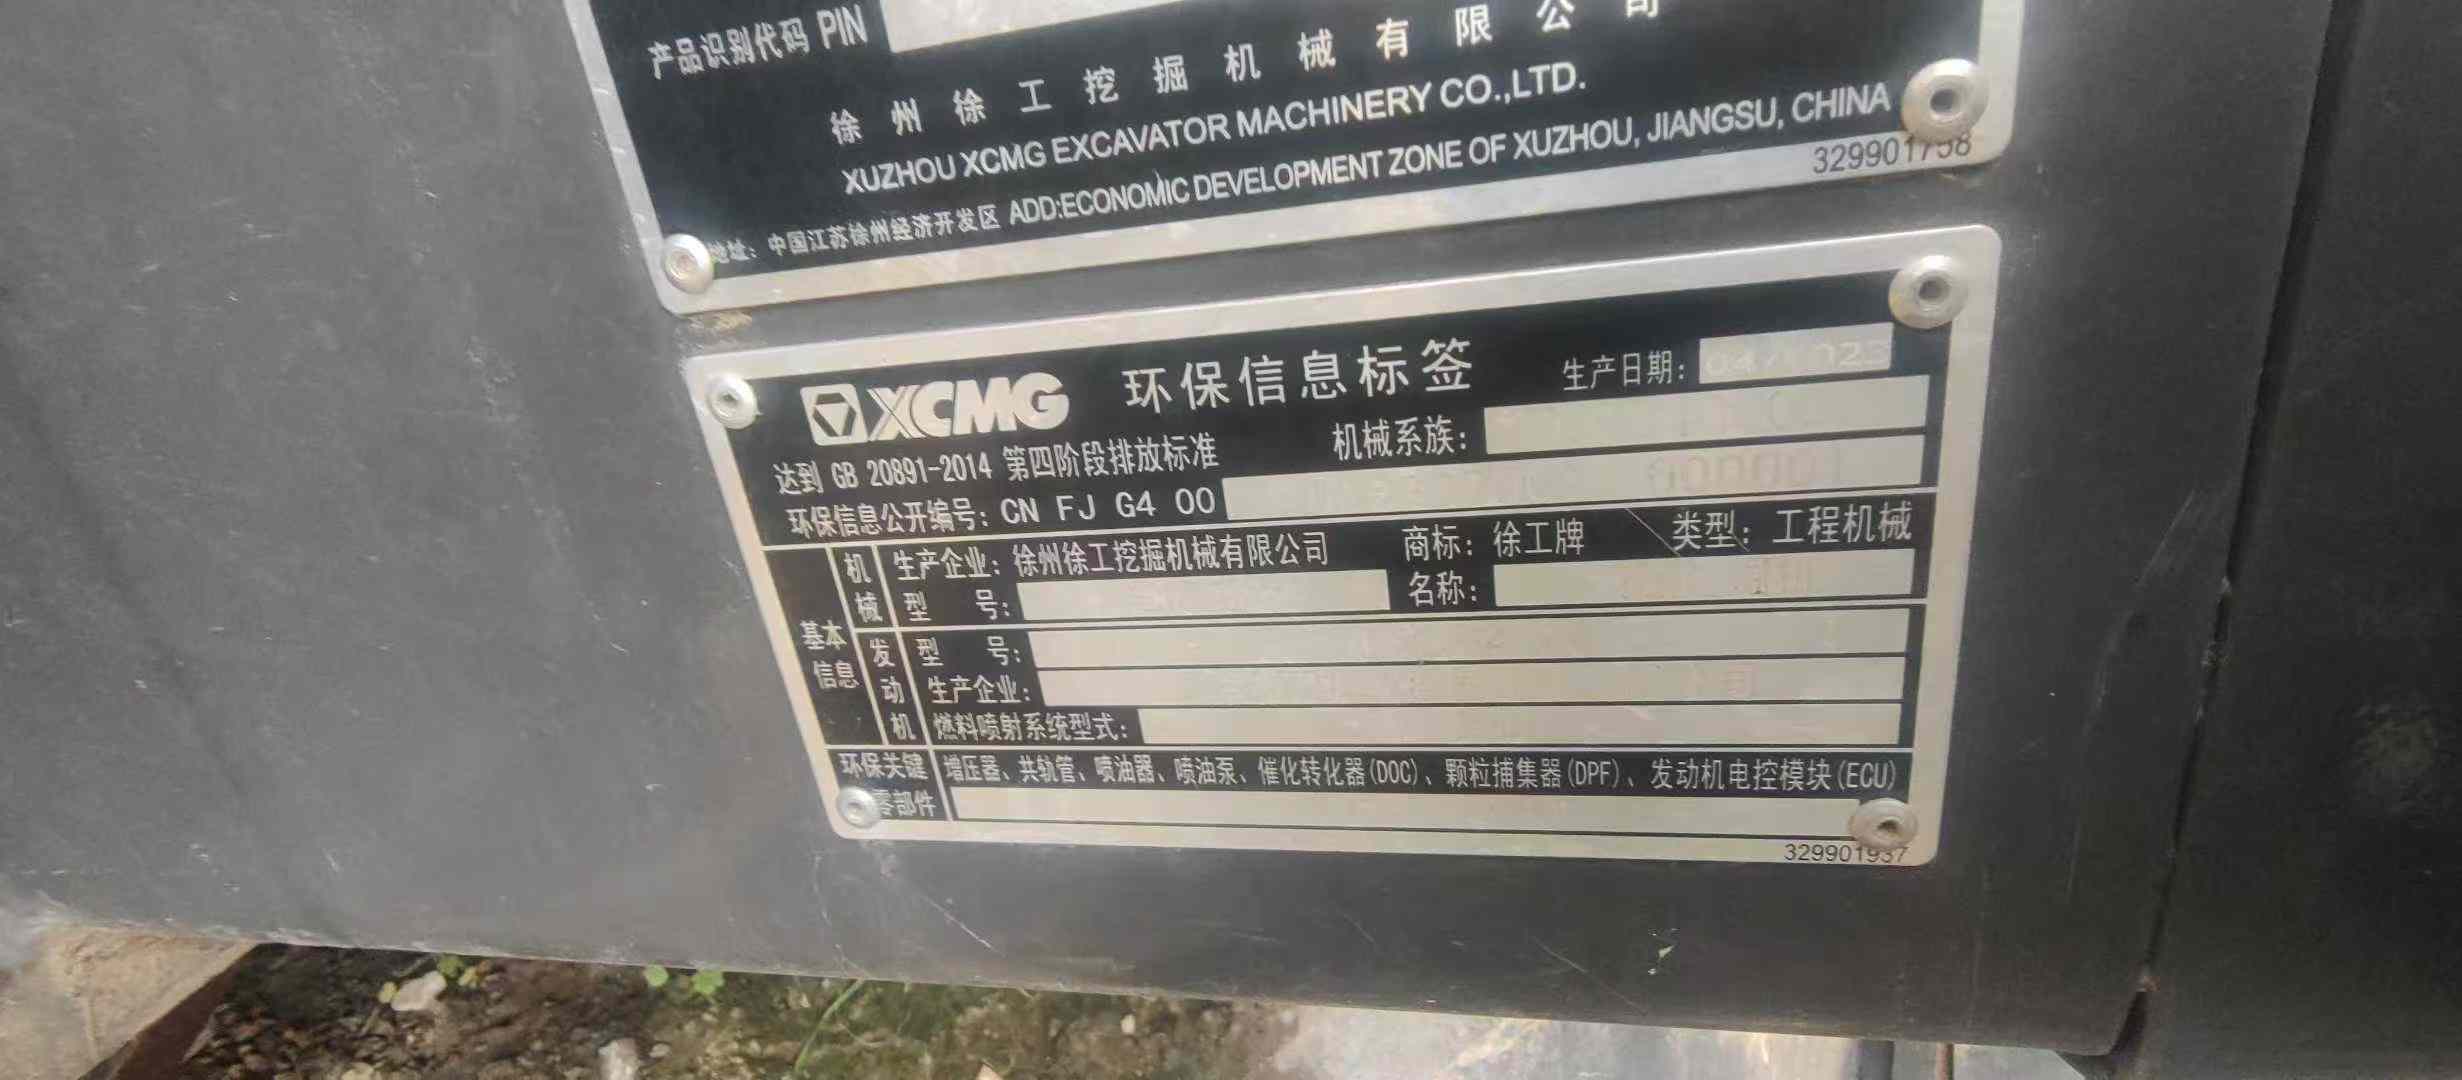 产品识别代码 PIN
徐州徐工挖掘机械有限公司
XUZHOU XCMG EXCAVATOR MACHINERY CO.,LTD.
地址：中国江苏徐州经济开发区 ADD:ECONOMIC DEVELOPMENT ZONE OF XUZHOU, JIANGSU, CHINA
329901758
XCMG 环保信息标签 生产日期：
达到 GB 20891-2014 第四阶段排放标准 机械系族：
环保信息公开编号：CN FJ G4 00
机械 生产企业：徐州徐工挖掘机械有限公司 商标：徐工牌 类型：工程机械
型 号： 名称：
基本信息
发动机 型 号：
生产企业：
燃料喷射系统型式：
环保关键零部件 增压器、共轨管、喷油器、喷油泵、催化转化器(DOC)、颗粒捕集器(DPF)、发动机电控模块(ECU)
329901937